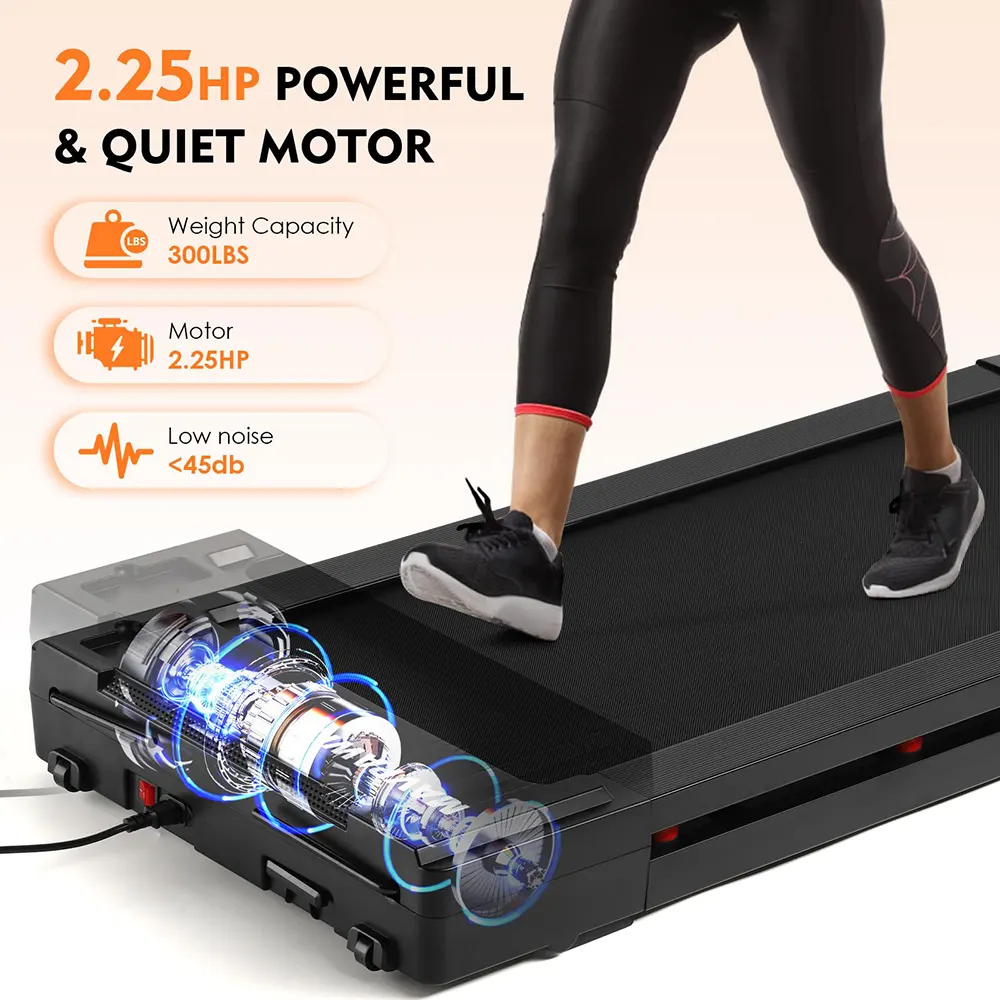 2.25HP POWERFUL
& QUIET MOTOR
LBS
Weight Capacity
300LBS
Motor
2.25HP
Low noise
<45db